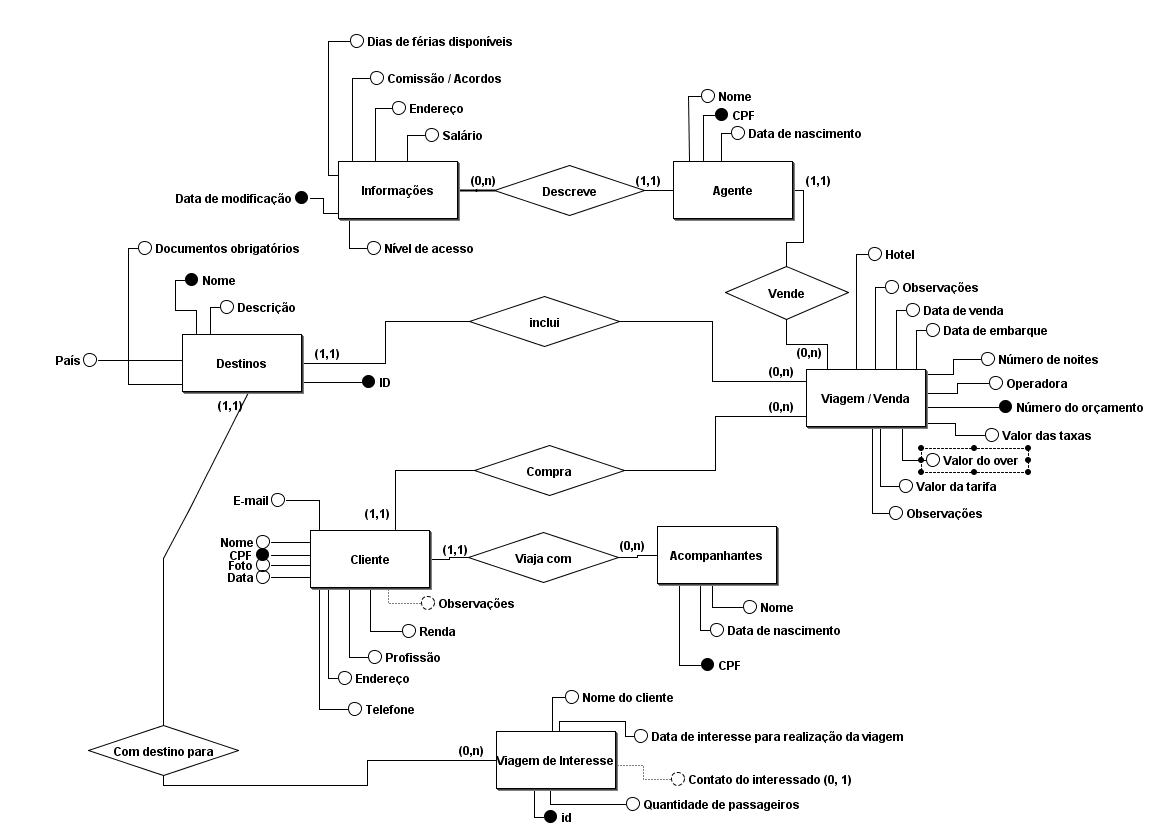 Dias de férias disponíveis
Comissão / Acordos
Endereço
Salário
Nome
CPF
Data de nascimento
Informações
(0,n)
Descreve
(1,1)
Agente
(1,1)
Data de modificação
Nível de acesso
Documentos obrigatórios
Nome
Descrição
País
Destinos
(1,1)
ID
(1,1)
inclui
Vende
(0,n)
(0,n)
(0,n)
Hotel
Observações
Data de venda
Data de embarque
Número de noites
Operadora
Número do orçamento
Viagem / Venda
Valor das taxas
Valor do over
Valor da tarifa
Observações
Compra
(1,1)
E-mail
Nome
CPF
Foto
Data
Cliente
(1,1)
Viaja com
(0,n)
Acompanhantes
Observações
Renda
Profissão
Endereço
Telefone
Nome
Data de nascimento
CPF
Com destino para
(0,n)
Viagem de Interesse
Nome do cliente
Data de interesse para realização da viagem
Contato do interessado (0, 1)
Quantidade de passageiros
id